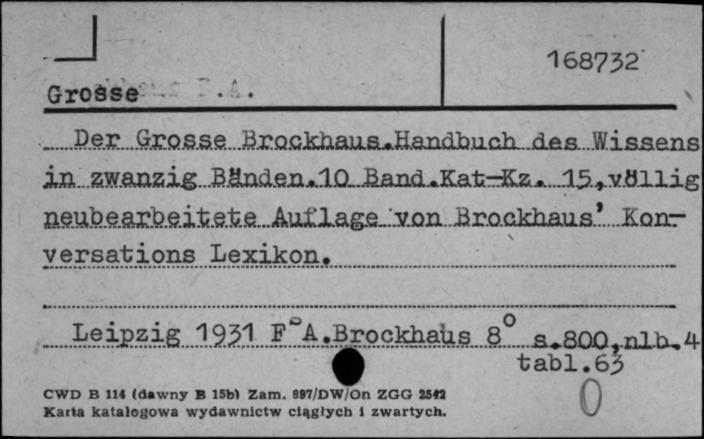 168732
Grosse
Der Grosse Brockhaus.Handbuch des Wissens
in zwanzig Bänden.10 Band.Kat-Kz. 15,völlig
neubearbeitete Auflage von Brockhaus' Kon-
versations Lexikon.
Leipzig 1931 F A.Brockhaus 8° s.800,nlb.4
tabl.63
0
CWD B 114 (dawny B 15b) Zam. 897/DW/On ZGG 2542
Karta katalogowa wydawnictw ciągłych i zwartych.